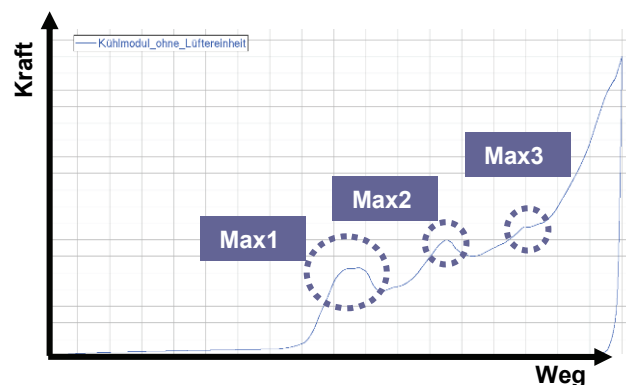 Kühlmodul_ohne_Lüftereinheit
Kraft
Max3
Max2
Max1
Weg